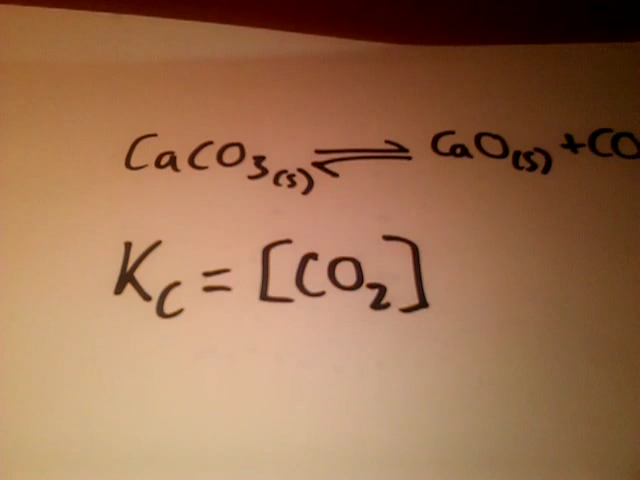 CaCO₃(s) ⇌ CaO(s) + CO
Kc = [CO₂]